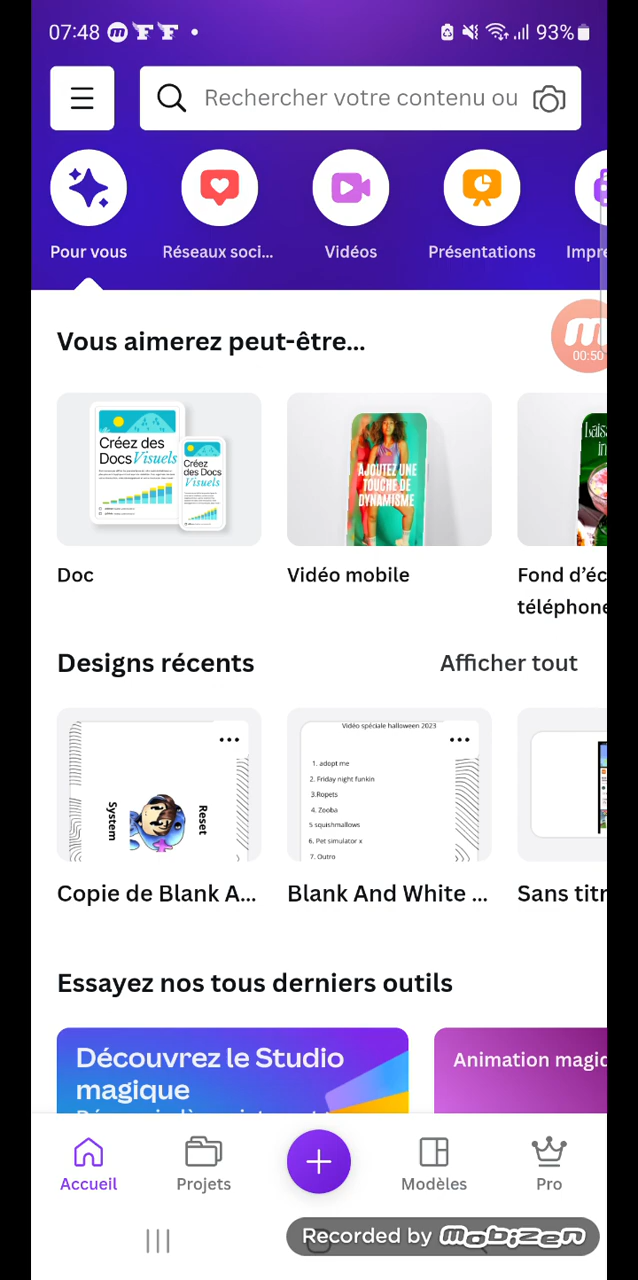 07:48
93%
Rechercher votre contenu ou
Pour vous
Réseaux soci...
Vidéos
Présentations
Impre
Vous aimerez peut-être...
00:50
Créez des
Docs Visuels
Créez
des Docs
Visuels
AJOUTEZ UNE
TOUCHE DE
DYNAMISME
Doc
Vidéo mobile
Fond d'éc
téléphone
Designs récents
Afficher tout
System
Reset
Vidéo spéciale halloween 2023
1. adopt me
2. Friday night funkin
3.Ropets
4. Zooba
5 squishmallows
6. Pet simulator x
7. Outro
Copie de Blank A...
Blank And White ...
Sans titr
Essayez nos tous derniers outils
Découvrez le Studio
magique
Animation magic
Accueil
Projets
Modèles
Pro
Recorded by mobizen